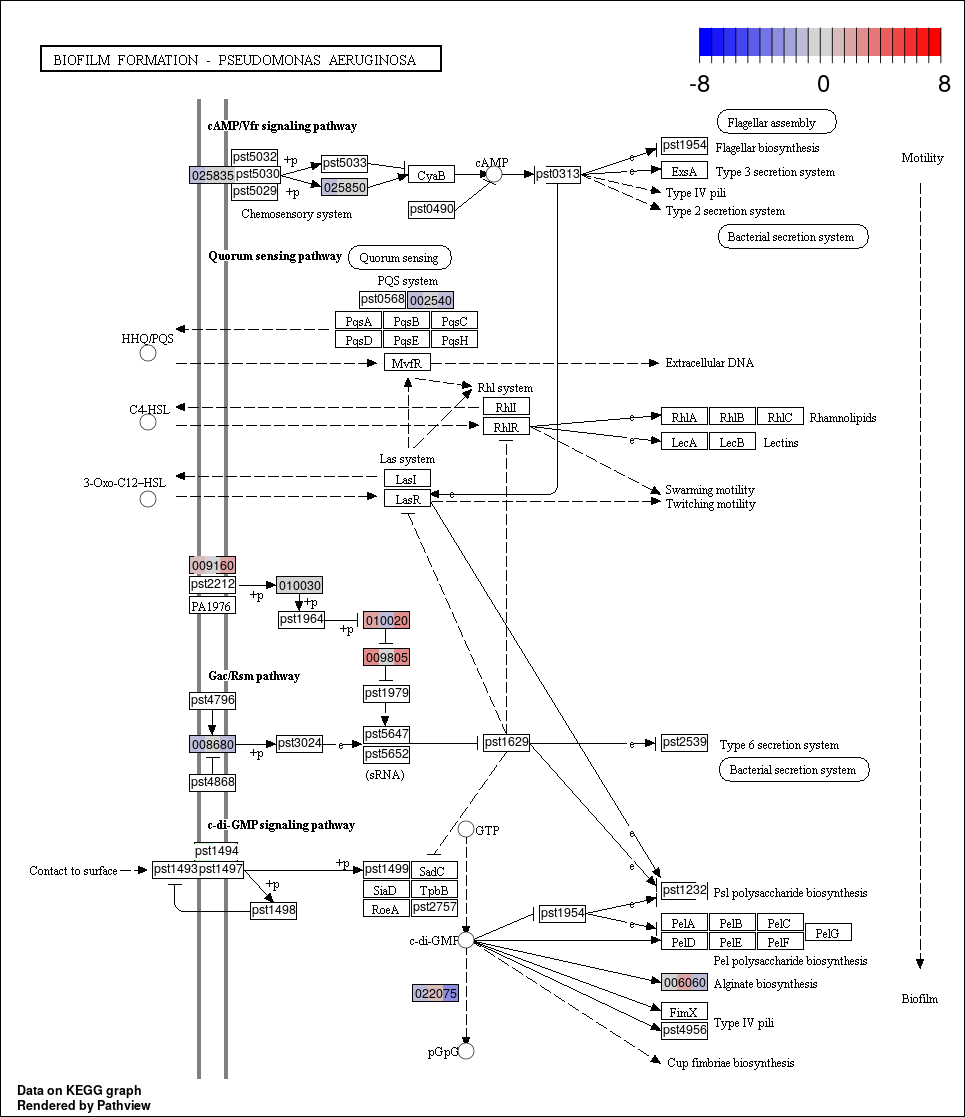 BIOFILM FORMATION - PSEUDOMONAS AERUGINOSA
-8 0 8
cAMP/Vfr signaling pathway
Flagellar assembly
Motility
pst5032 +p pst5033 cAMP pst1954 Flagellar biosynthesis
025835 pst5030 CyaB pst0313 e ExsA Type 3 secretion system
pst5029 +p 025850 e
Type IV pili
Chemosensory system pst0490 Type 2 secretion system
Bacterial secretion system
Quorum sensing pathway Quorum sensing
PQS system
pst0568 002540
PqsA PqsB PqsC
HHQ/PQS PqsD PqsE PqsH
MvfR Extracellular DNA
Rhl system
C4-HSL RhlI
RhlR RhlA RhlB RhlC Rhamnolipids
e
e LecA LecB Lectins
Las system
3-Oxo-C12-HSL LasI
LasR e Swarming motility
Twitching motility
009160
pst2212 +p 010030
PA1976 +p
pst1964 +p 010020
009805
Gac/Rsm pathway
pst4796 pst1979
008680 +p pst3024 e pst5647 pst1629 e pst2539 Type 6 secretion system
pst5652
pst4868 (sRNA) Bacterial secretion system
c-di-GMP signaling pathway
GTP e
pst1494
Contact to surface pst1493 pst1497 +p pst1499 SadC e
+p SiaD TpbB pst1232 Psl polysaccharide biosynthesis
pst1498 RoeA pst2757 pst1954 e
e PelA PelB PelC
PelG
c-di-GMP PelD PelE PelF
Pel polysaccharide biosynthesis
022075 006060 Alginate biosynthesis
Biofilm
FimX
Type IV pili
pst4956
pGpG
Cup fimbriae biosynthesis
Data on KEGG graph
Rendered by Pathview